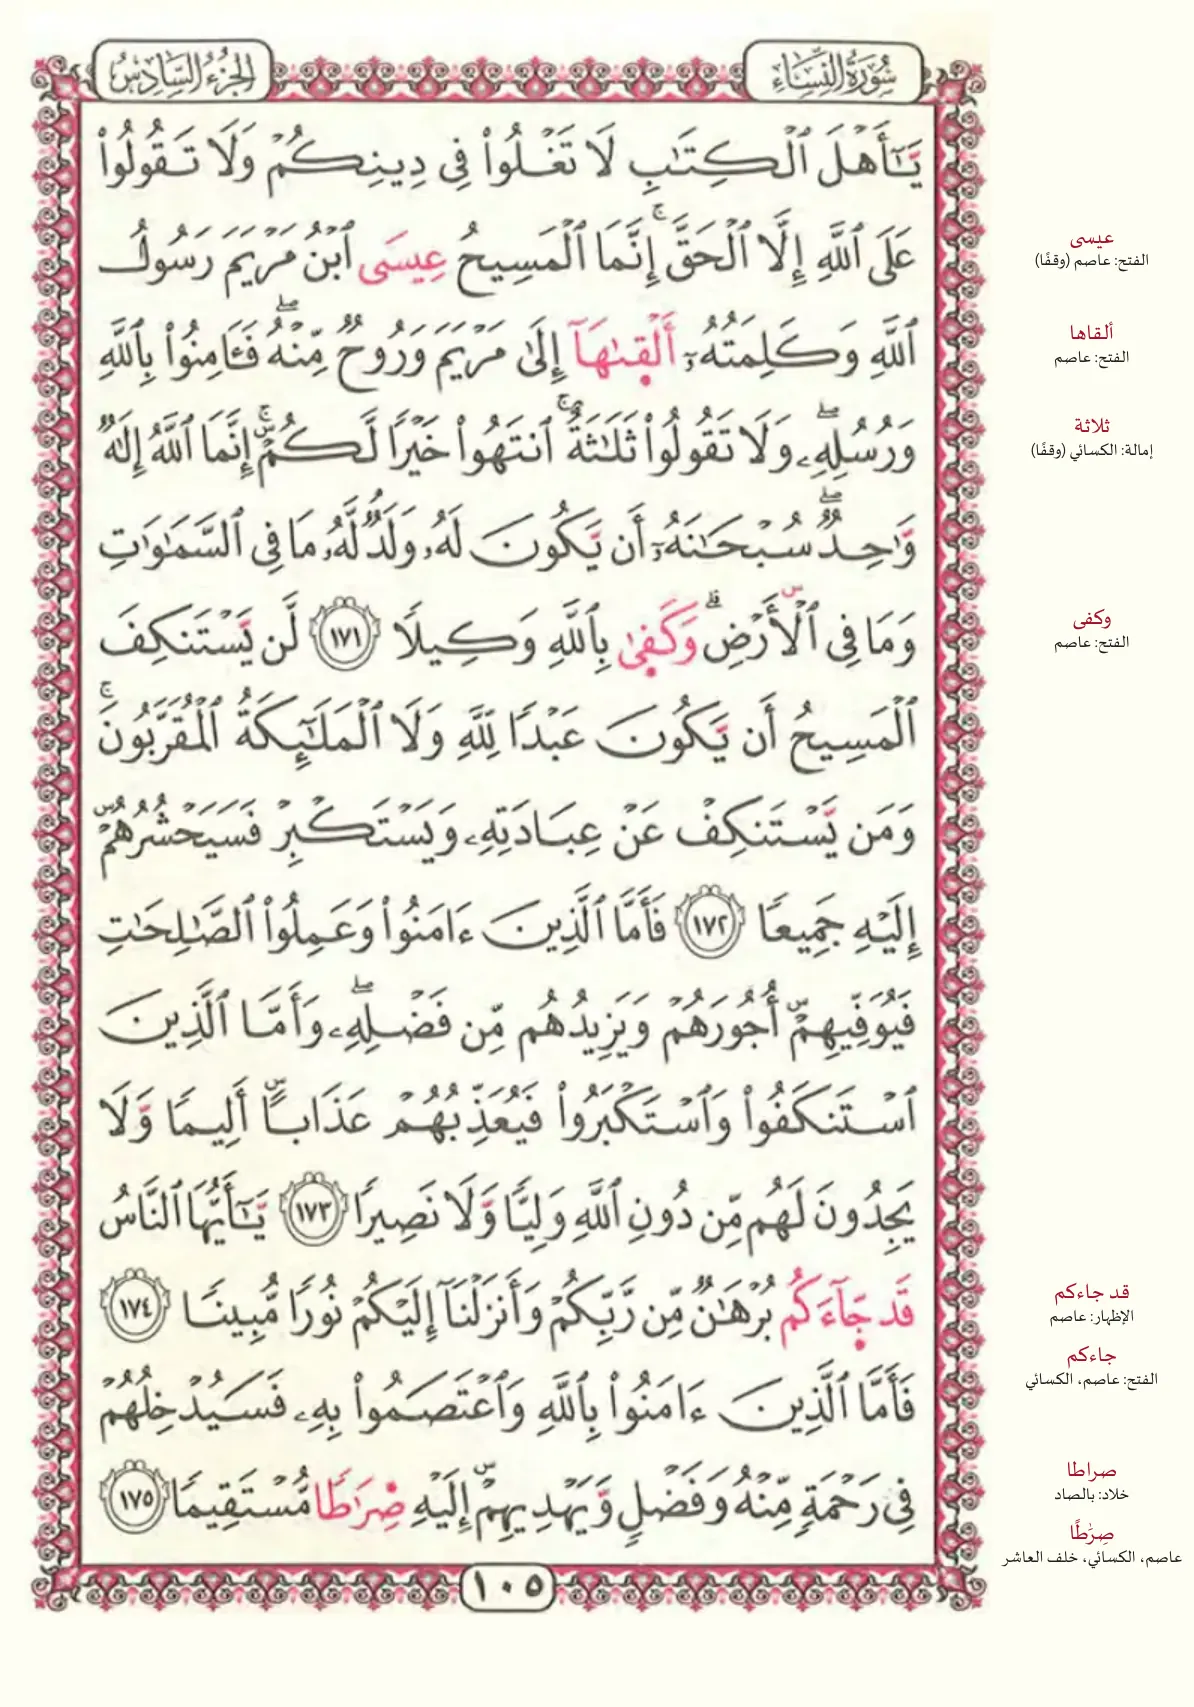 سُورَةُ النِّسَاء
الجُزْءُ السَّادِسُ
يَٰٓأَهۡلَ ٱلۡكِتَٰبِ لَا تَغۡلُواْ فِي دِينِكُمۡ وَلَا تَقُولُواْ
عَلَى ٱللَّهِ إِلَّا ٱلۡحَقَّۚ إِنَّمَا ٱلۡمَسِيحُ عِيسَى ٱبۡنُ مَرۡيَمَ رَسُولُ
ٱللَّهِ وَكَلِمَتُهُۥٓ أَلۡقَىٰهَآ إِلَىٰ مَرۡيَمَ وَرُوحٞ مِّنۡهُۖ فَـَٔامِنُواْ بِٱللَّهِ
وَرُسُلِهِۦۖ وَلَا تَقُولُواْ ثَلَٰثَةٌۚ ٱنتَهُواْ خَيۡرٗا لَّكُمۡۚ إِنَّمَا ٱللَّهُ إِلَٰهٞ
وَٰحِدٞۖ سُبۡحَٰنَهُۥٓ أَن يَكُونَ لَهُۥ وَلَدٞۘ لَّهُۥ مَا فِي ٱلسَّمَٰوَٰتِ
وَمَا فِي ٱلۡأَرۡضِۗ وَكَفَىٰ بِٱللَّهِ وَكِيلٗا ١٧١ لَّن يَسۡتَنكِفَ
ٱلۡمَسِيحُ أَن يَكُونَ عَبۡدٗا لِّلَّهِ وَلَا ٱلۡمَلَٰٓئِكَةُ ٱلۡمُقَرَّبُونَۚ
وَمَن يَسۡتَنكِفۡ عَنۡ عِبَادَتِهِۦ وَيَسۡتَكۡبِرۡ فَسَيَحۡشُرُهُمۡ
إِلَيۡهِ جَمِيعٗا ١٧٢ فَأَمَّا ٱلَّذِينَ ءَامَنُواْ وَعَمِلُواْ ٱلصَّٰلِحَٰتِ
فَيُوَفِّيهِمۡ أُجُورَهُمۡ وَيَزِيدُهُم مِّن فَضۡلِهِۦۖ وَأَمَّا ٱلَّذِينَ
ٱسۡتَنكَفُواْ وَٱسۡتَكۡبَرُواْ فَيُعَذِّبُهُمۡ عَذَابًا أَلِيمٗا وَلَا
يَجِدُونَ لَهُم مِّن دُونِ ٱللَّهِ وَلِيّٗا وَلَا نَصِيرٗا ١٧٣ يَٰٓأَيُّهَا ٱلنَّاسُ
قَدۡ جَآءَكُم بُرۡهَٰنٞ مِّن رَّبِّكُمۡ وَأَنزَلۡنَآ إِلَيۡكُمۡ نُورٗا مُّبِينٗا ١٧٤
فَأَمَّا ٱلَّذِينَ ءَامَنُواْ بِٱللَّهِ وَٱعۡتَصَمُواْ بِهِۦ فَسَيُدۡخِلُهُمۡ
فِي رَحۡمَةٖ مِّنۡهُ وَفَضۡلٖ وَيَهۡدِيهِمۡ إِلَيۡهِ صِرَٰطٗا مُّسۡتَقِيمٗا ١٧٥
١٠٥
عيسى
الفتح: عاصم (وقفًا)
ألقاها
الفتح: عاصم
ثلاثة
إمالة: الكسائي (وقفًا)
وكفى
الفتح: عاصم
قد جاءكم
الإظهار: عاصم
جاءكم
الفتح: عاصم، الكسائي
صراطا
خلاد: بالصاد
صِرَٰطًا
عاصم، الكسائي، خلف العاشر